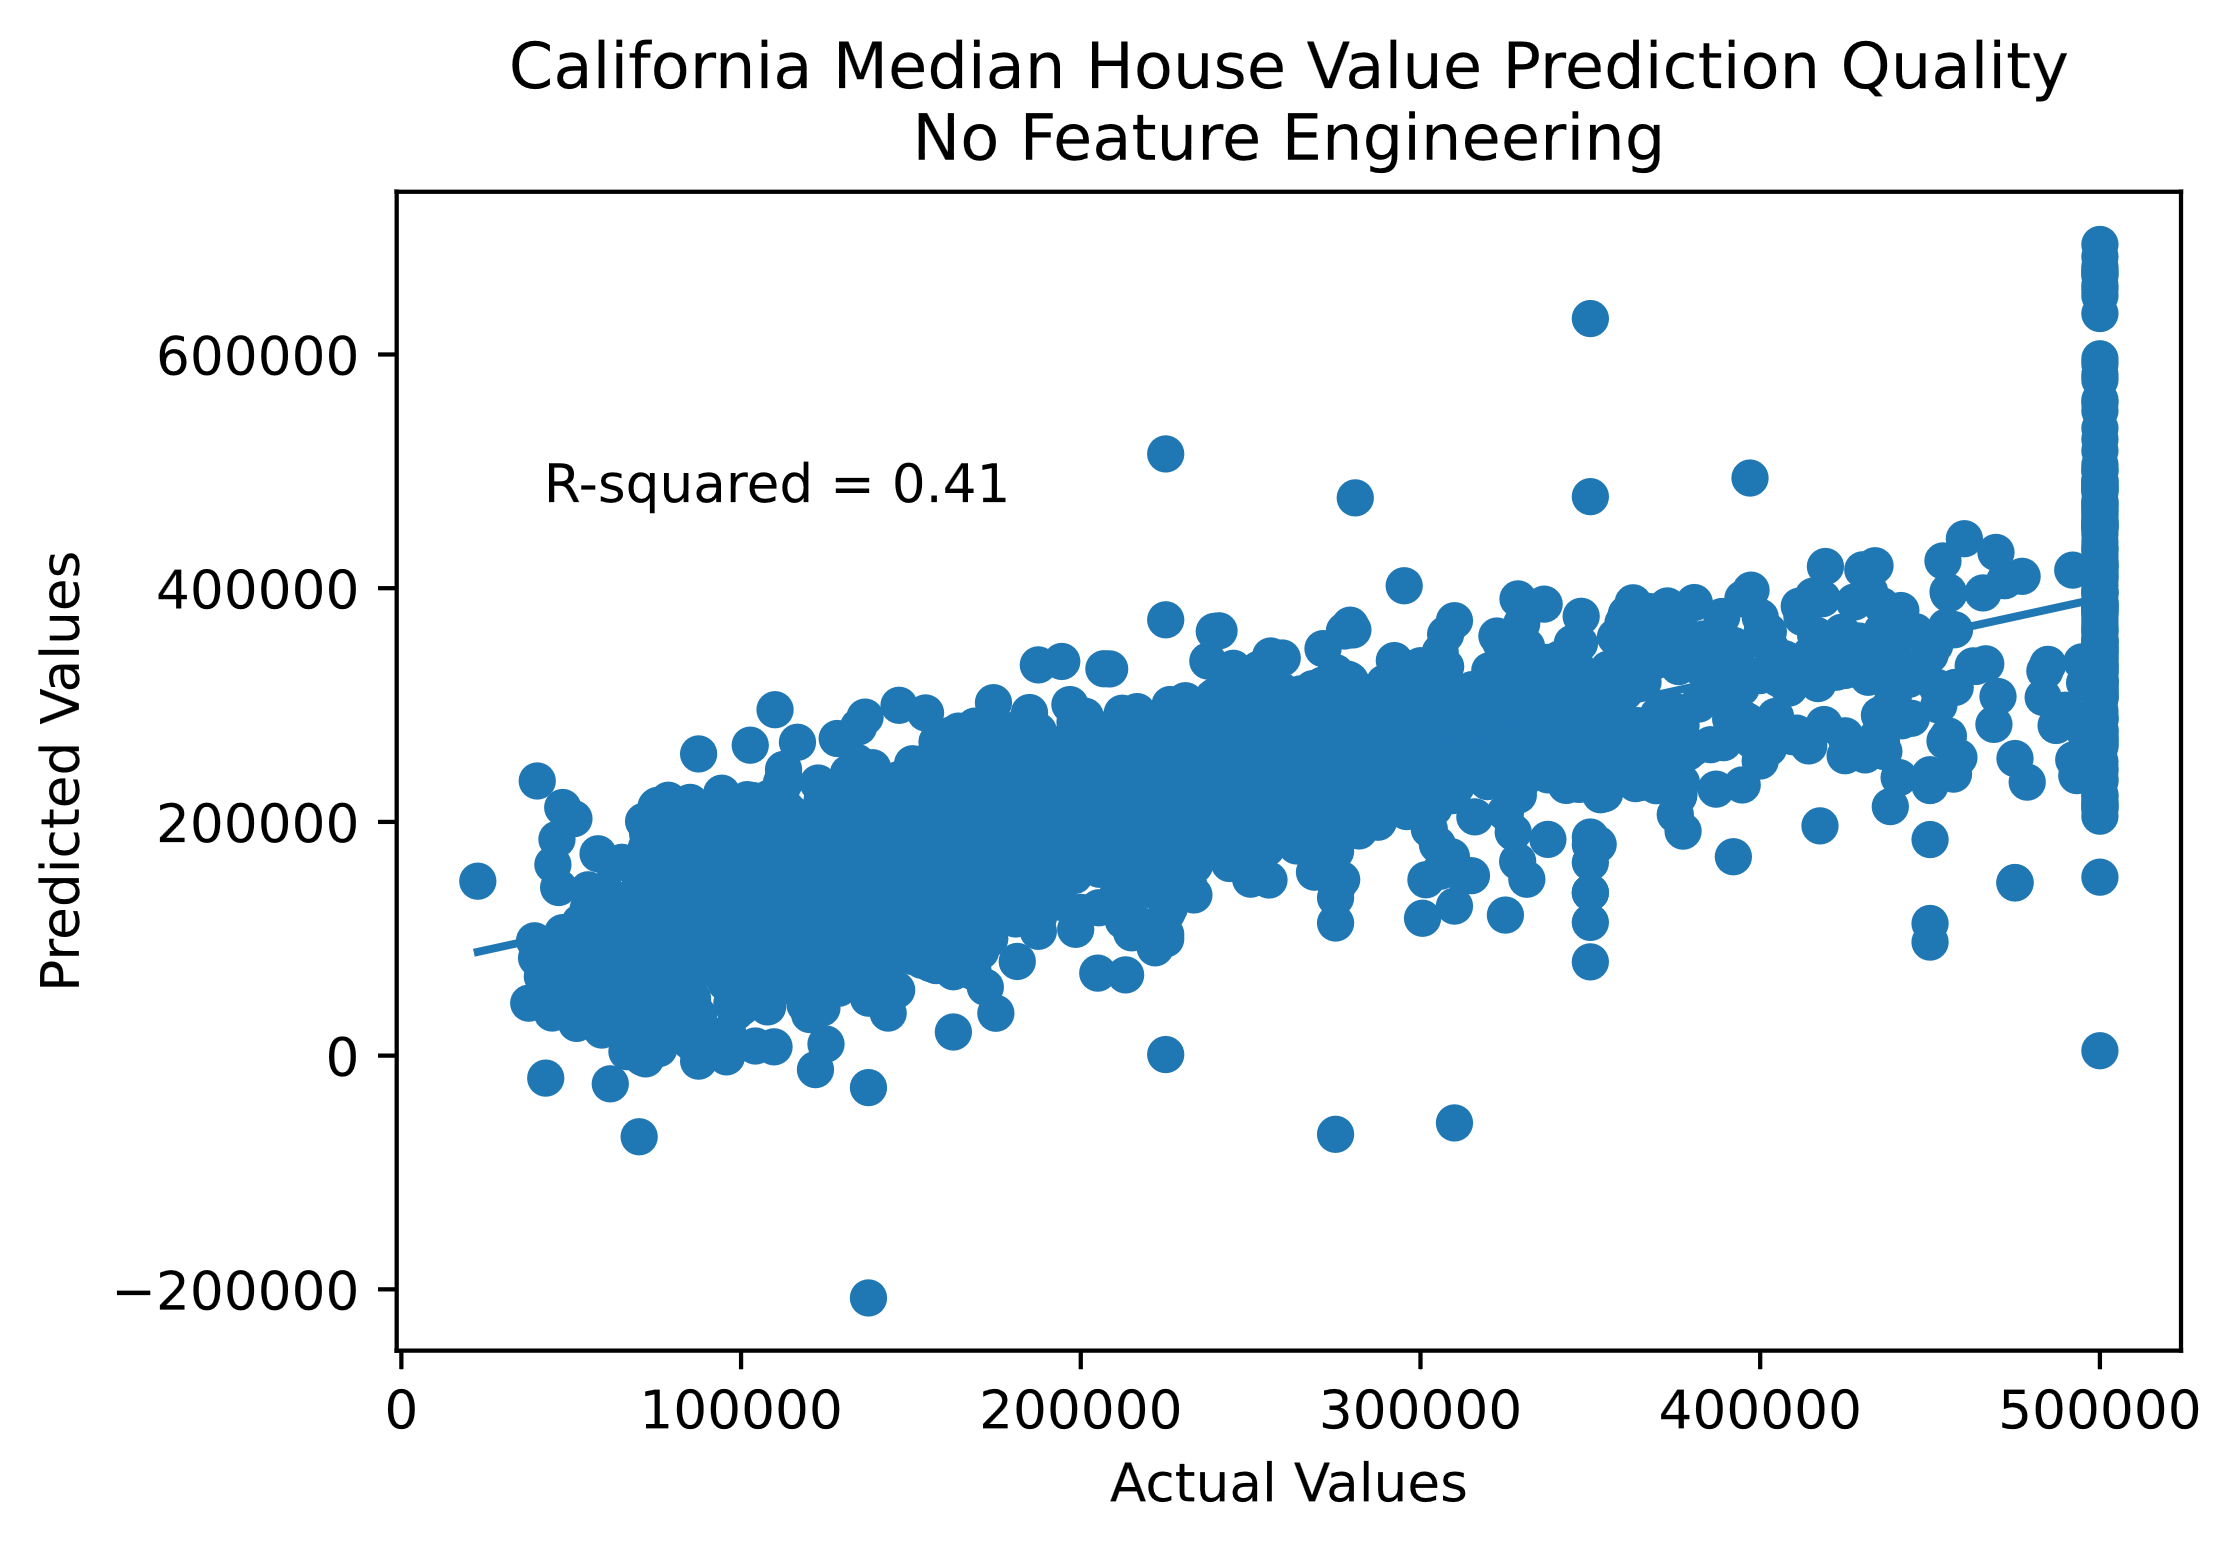 California Median House Value Prediction Quality
No Feature Engineering
R-squared = 0.41
Predicted Values
600000
400000
200000
0
−200000
0 100000 200000 300000 400000 500000
Actual Values